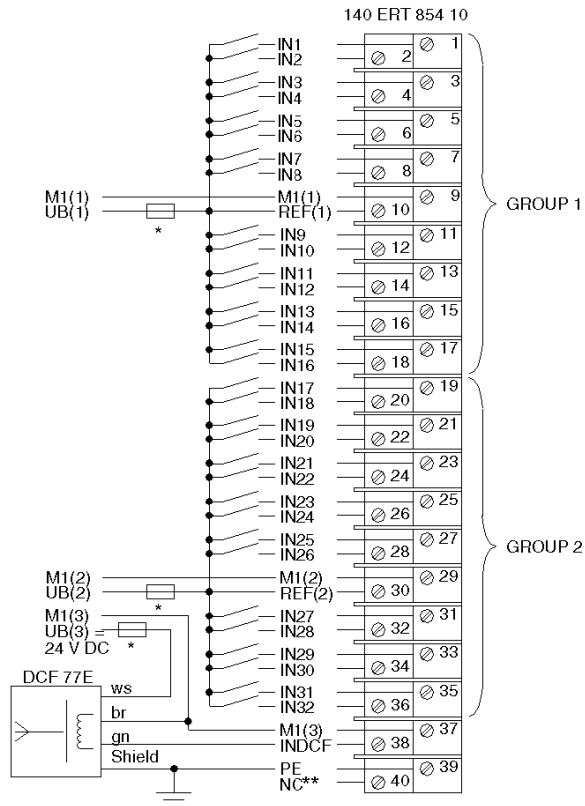 140 ERT 854 10
IN1 1
IN2 2
IN3 3
IN4 4
IN5 5
IN6 6
IN7 7
IN8 8
M1(1) M1(1) 9
UB(1) REF(1) 10
*
GROUP 1
IN9 11
IN10 12
IN11 13
IN12 14
IN13 15
IN14 16
IN15 17
IN16 18
IN17 19
IN18 20
IN19 21
IN20 22
IN21 23
IN22 24
IN23 25
IN24 26
IN25 27
IN26 28
GROUP 2
M1(2) M1(2) 29
UB(2) REF(2) 30
*
M1(3) IN27 31
UB(3) = IN28 32
24 V DC *
IN29 33
IN30 34
DCF 77E
ws IN31 35
IN32 36
br M1(3) 37
gn INDCF 38
Shield PE 39
NC** 40